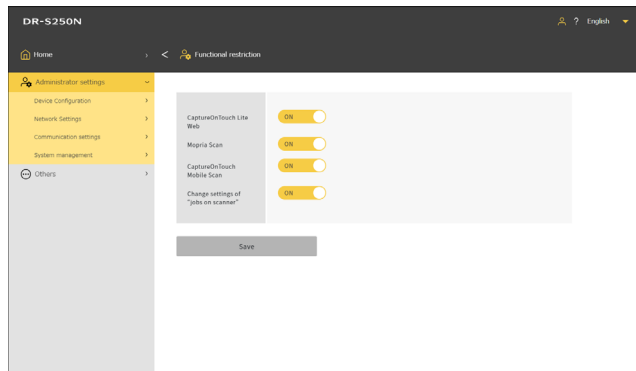 DR-S250N
? English
Home
Functional restriction
Administrator settings
Device Configuration
Network Settings
Communication settings
System management
Others
CaptureOnTouch Lite
Web
ON
Mopria Scan
ON
CaptureOnTouch
Mobile Scan
ON
Change settings of
"jobs on scanner"
ON
Save